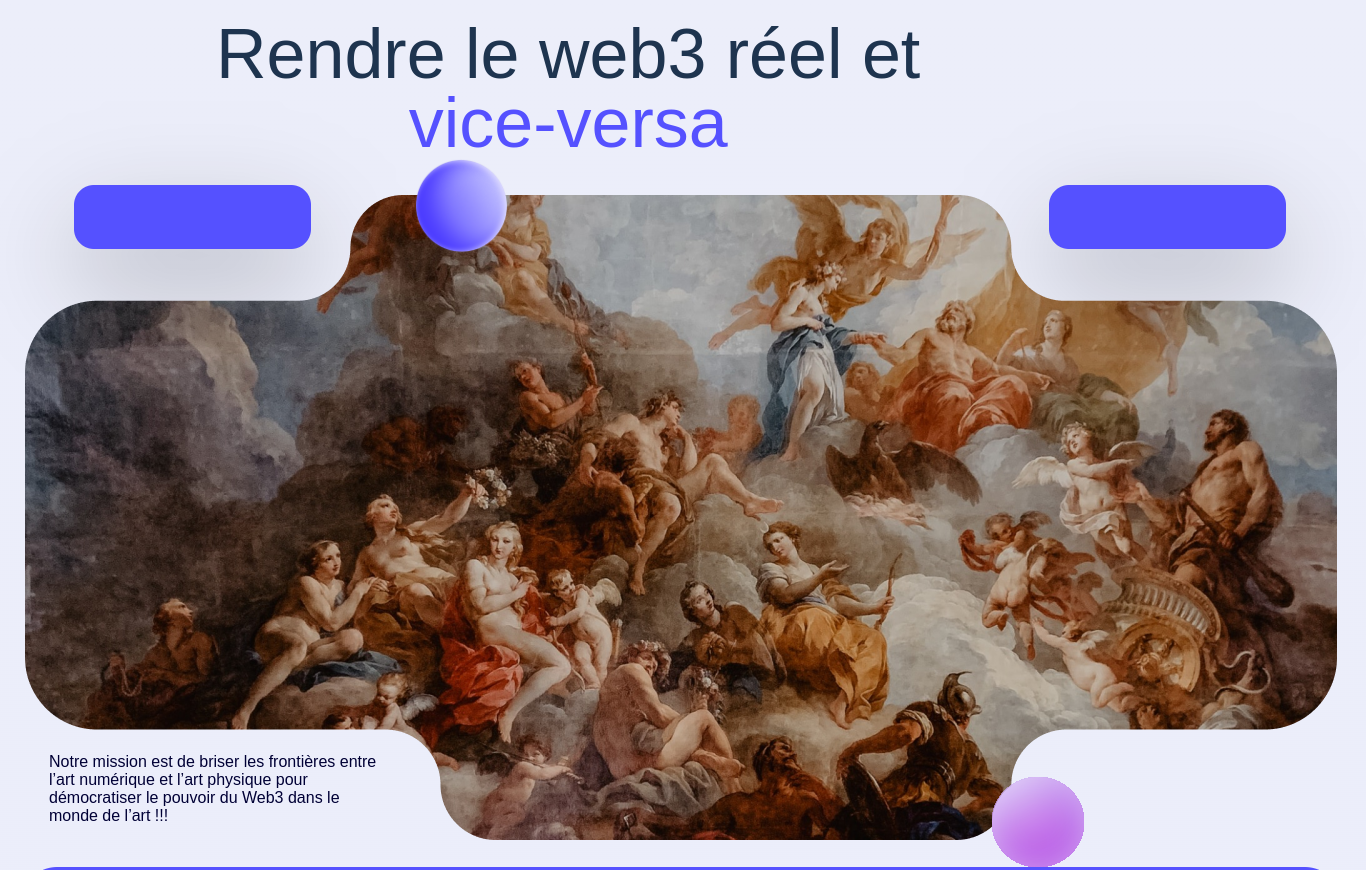 Rendre le web3 réel et
vice-versa
Notre mission est de briser les frontières entre
l’art numérique et l’art physique pour
démocratiser le pouvoir du Web3 dans le
monde de l’art !!!